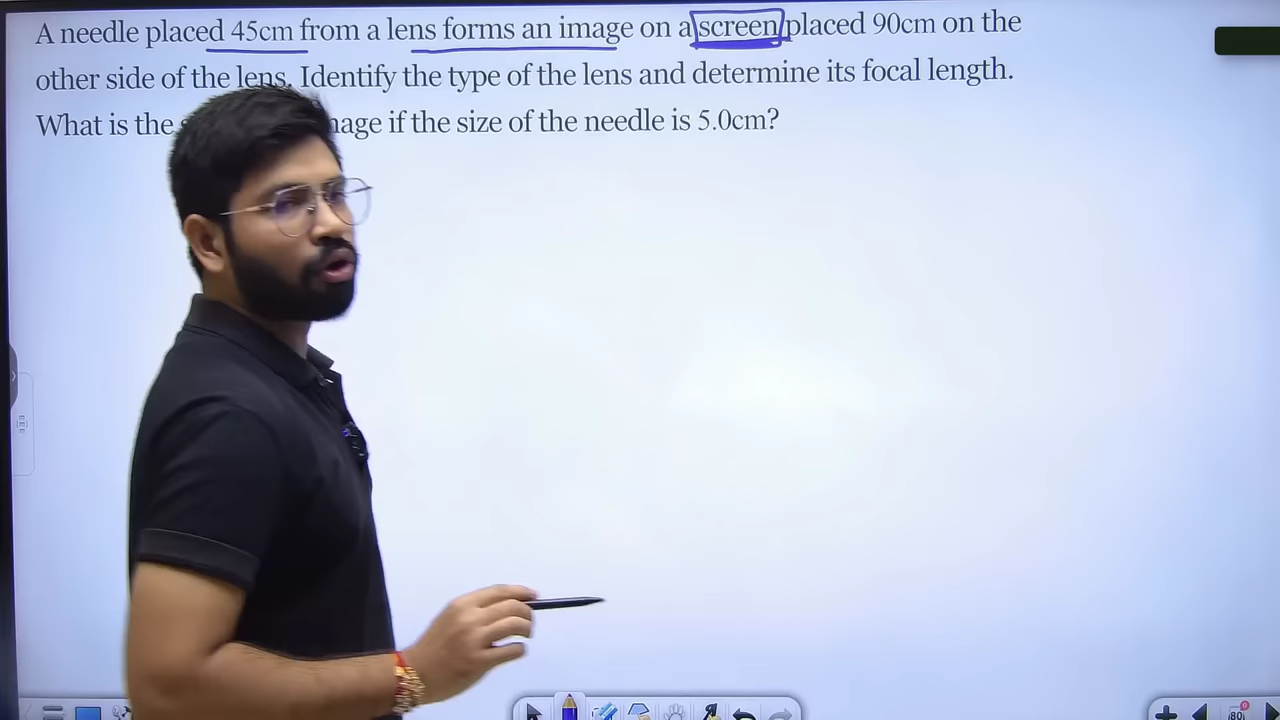 A needle placed 45cm from a lens forms an image on a screen placed 90cm on the
other side of the lens. Identify the type of the lens and determine its focal length.
What is the if the size of the needle is 5.0cm?